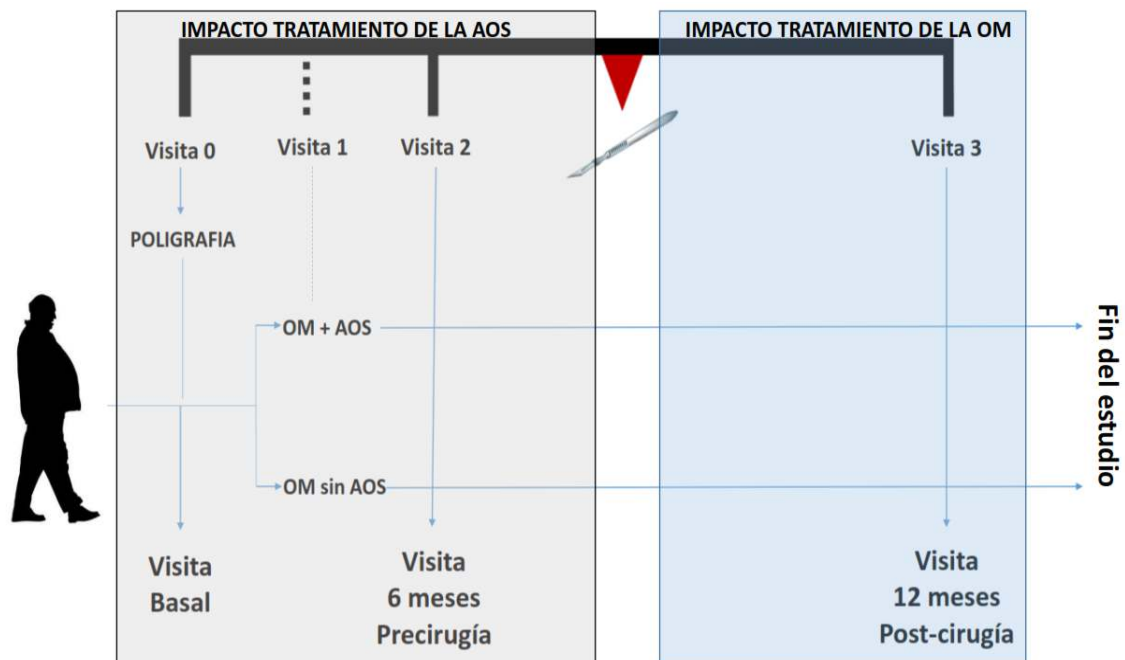 IMPACTO TRATAMIENTO DE LA AOS
IMPACTO TRATAMIENTO DE LA OM
Visita 0
Visita 1
Visita 2
Visita 3
POLIGRAFIA
OM + AOS
OM sin AOS
Fin del estudio
Visita
Basal
Visita
6 meses
Precirugía
Visita
12 meses
Post-cirugía